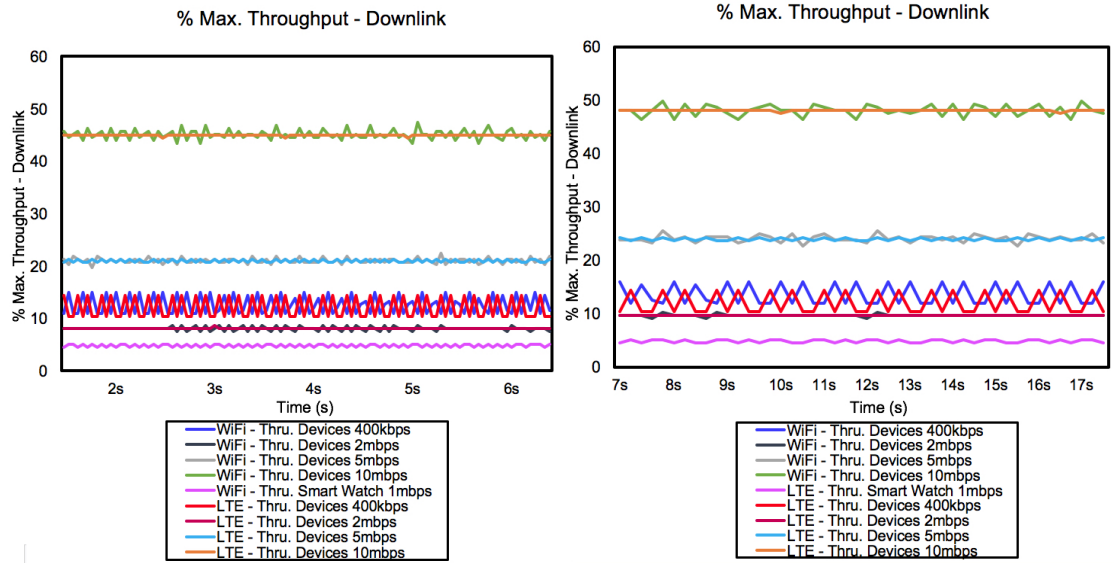 % Max. Throughput - Downlink
% Max. Throughput - Downlink
60
50
40
30
20
10
0
2s
3s
4s
5s
6s
Time (s)
WiFi - Thru. Devices 400kbps
WiFi - Thru. Devices 2mbps
WiFi - Thru. Devices 5mbps
WiFi - Thru. Devices 10mbps
WiFi - Thru. Smart Watch 1mbps
LTE - Thru. Devices 400kbps
LTE - Thru. Devices 2mbps
LTE - Thru. Devices 5mbps
LTE - Thru. Devices 10mbps
% Max. Throughput - Downlink
% Max. Throughput - Downlink
60
50
40
30
20
10
0
7s
8s
9s
10s
11s
12s
13s
14s
15s
16s
17s
Time (s)
WiFi - Thru. Devices 400kbps
WiFi - Thru. Devices 2mbps
WiFi - Thru. Devices 5mbps
WiFi - Thru. Devices 10mbps
LTE - Thru. Smart Watch 1mbps
LTE - Thru. Devices 400kbps
LTE - Thru. Devices 2mbps
LTE - Thru. Devices 5mbps
LTE - Thru. Devices 10mbps